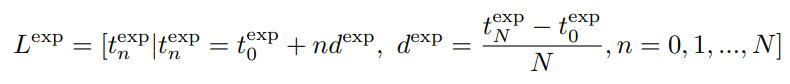 L^exp = [t_n^exp | t_n^exp = t_0^exp + nd^exp, d^exp = \frac{t_N^exp − t_0^exp}{N}, n = 0, 1, ..., N]